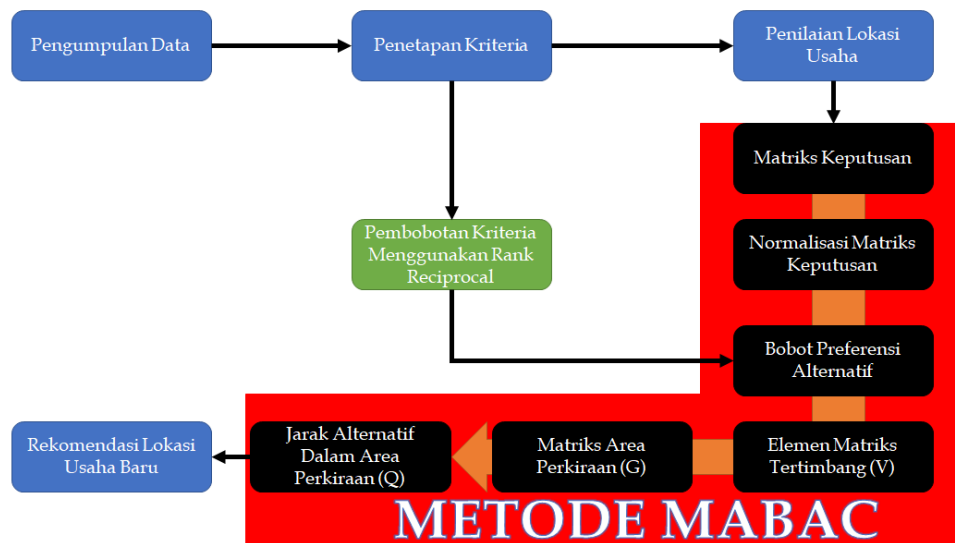 Pengumpulan Data
Penetapan Kriteria
Penilaian Lokasi
Usaha
Matriks Keputusan
Pembobotan Kriteria
Menggunakan Rank
Reciprocal
Normalisasi Matriks
Keputusan
Bobot Preferensi
Alternatif
Rekomendasi Lokasi
Usaha Baru
Jarak Alternatif
Dalam Area
Perkiraan (Q)
Matriks Area
Perkiraan (G)
Elemen Matriks
Tertimbang (V)
METODE MABAC